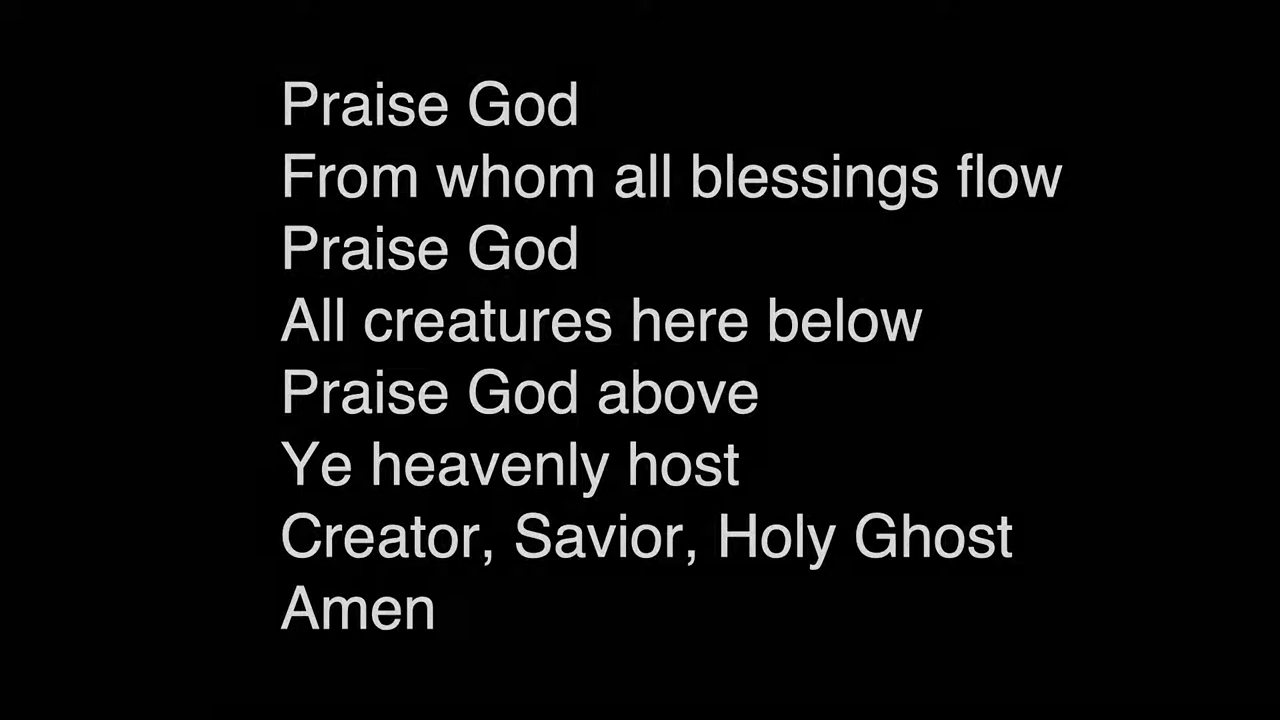 Praise God
From whom all blessings flow
Praise God
All creatures here below
Praise God above
Ye heavenly host
Creator, Savior, Holy Ghost
Amen